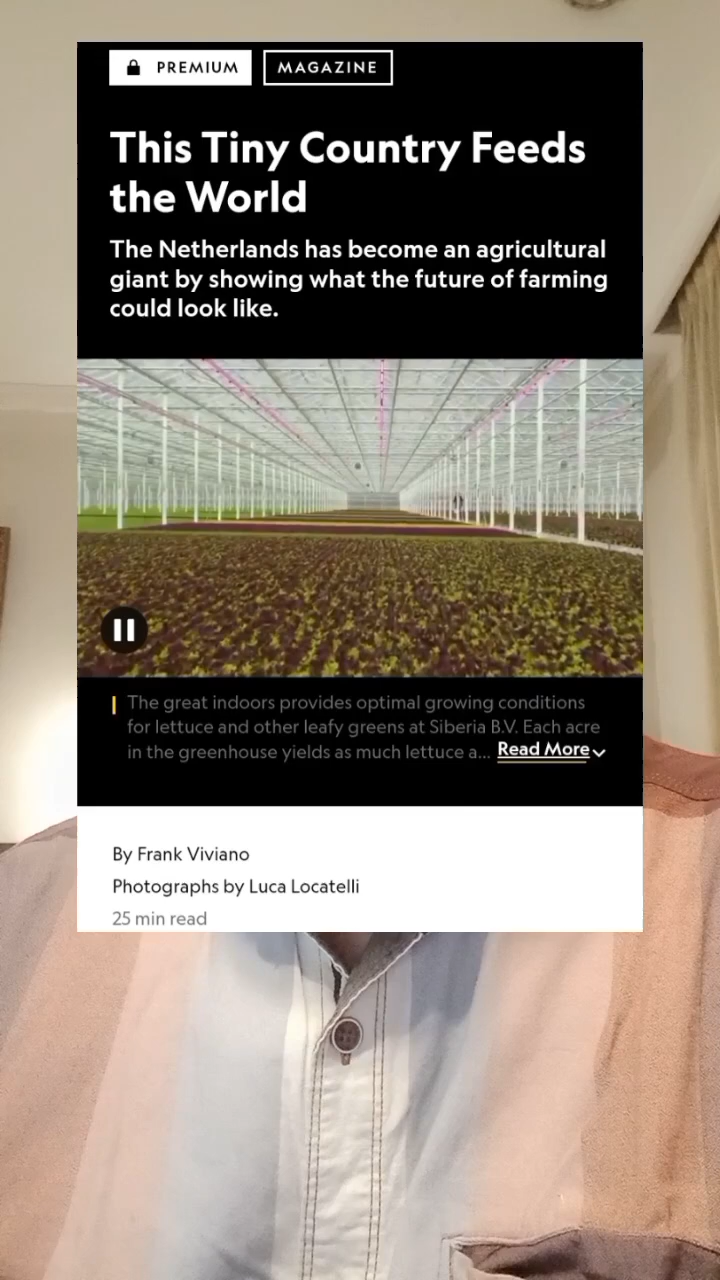 PREMIUM MAGAZINE
This Tiny Country Feeds
the World
The Netherlands has become an agricultural
giant by showing what the future of farming
could look like.
The great indoors provides optimal growing conditions
for lettuce and other leafy greens at Siberia B.V. Each acre
in the greenhouse yields as much lettuce a... Read More
By Frank Viviano
Photographs by Luca Locatelli
25 min read